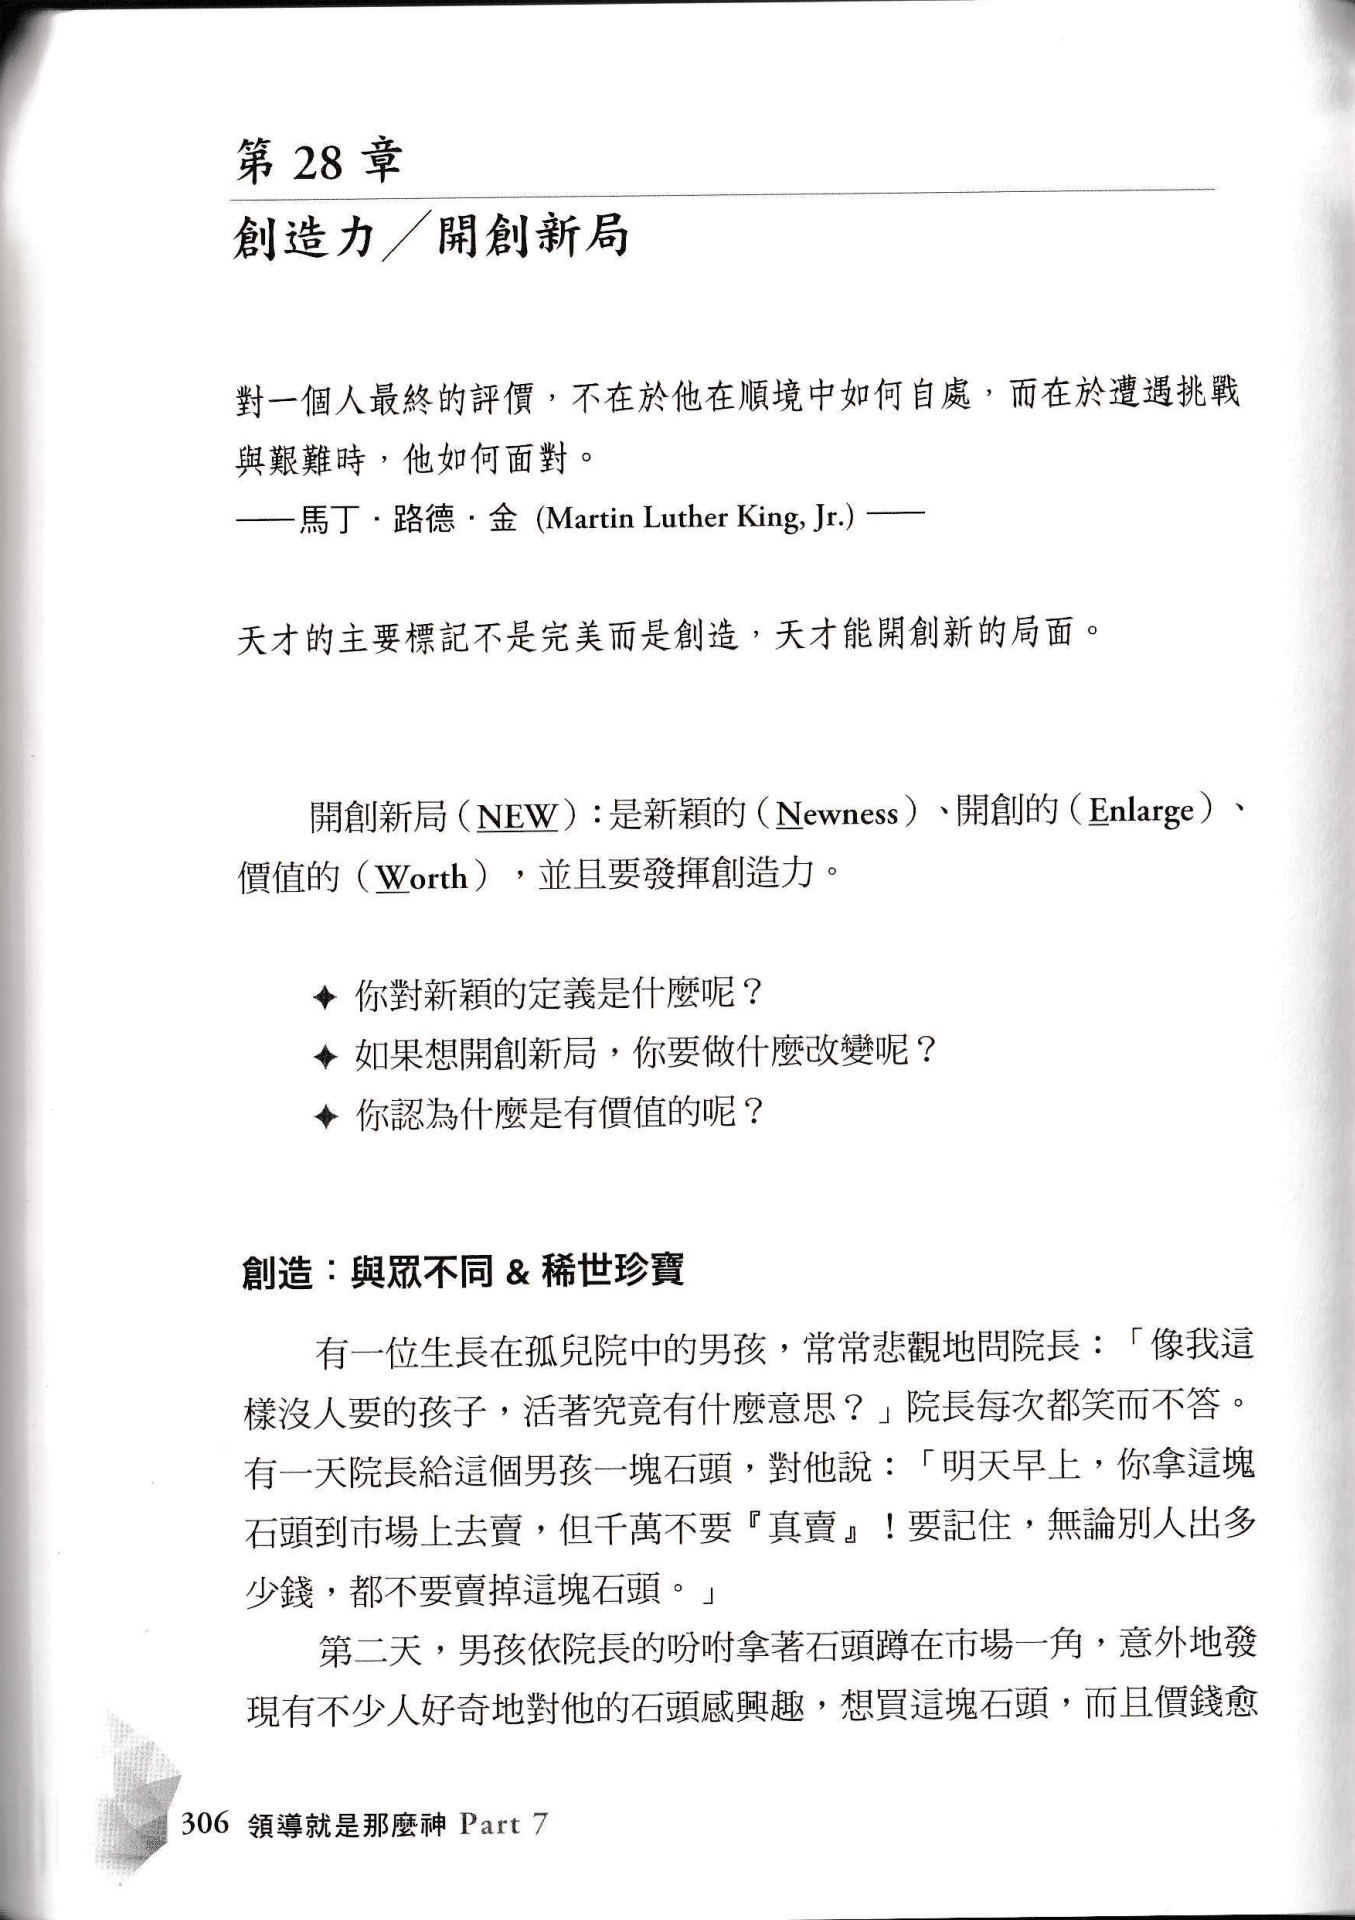 第 28 章
創造力／開創新局
對一個人最終的評價，不在於他在順境中如何自處，而在於遭遇挑戰
與艱難時，他如何面對。
——馬丁·路德·金 (Martin Luther King, Jr.) ——
天才的主要標記不是完美而是創造，天才能開創新的局面。
開創新局（NEW）：是新穎的（Newness）、開創的（Enlarge）、
價值的（Worth），並且要發揮創造力。
✦ 你對新穎的定義是什麼呢？
✦ 如果想開創新局，你要做什麼改變呢？
✦ 你認為什麼是有價值的呢？
創造：與眾不同 & 稀世珍寶
有一位生長在孤兒院中的男孩，常常悲觀地問院長：「像我這
樣沒人要的孩子，活著究竟有什麼意思？」院長每次都笑而不答。
有一天院長給這個男孩一塊石頭，對他說：「明天早上，你拿這塊
石頭到市場上去賣，但千萬不要『真賣』！要記住，無論別人出多
少錢，都不要賣掉這塊石頭。」
第二天，男孩依院長的吩咐拿著石頭蹲在市場一角，意外地發
現有不少人好奇地對他的石頭感興趣，想買這塊石頭，而且價錢愈
306 領導就是那麼神 Part 7